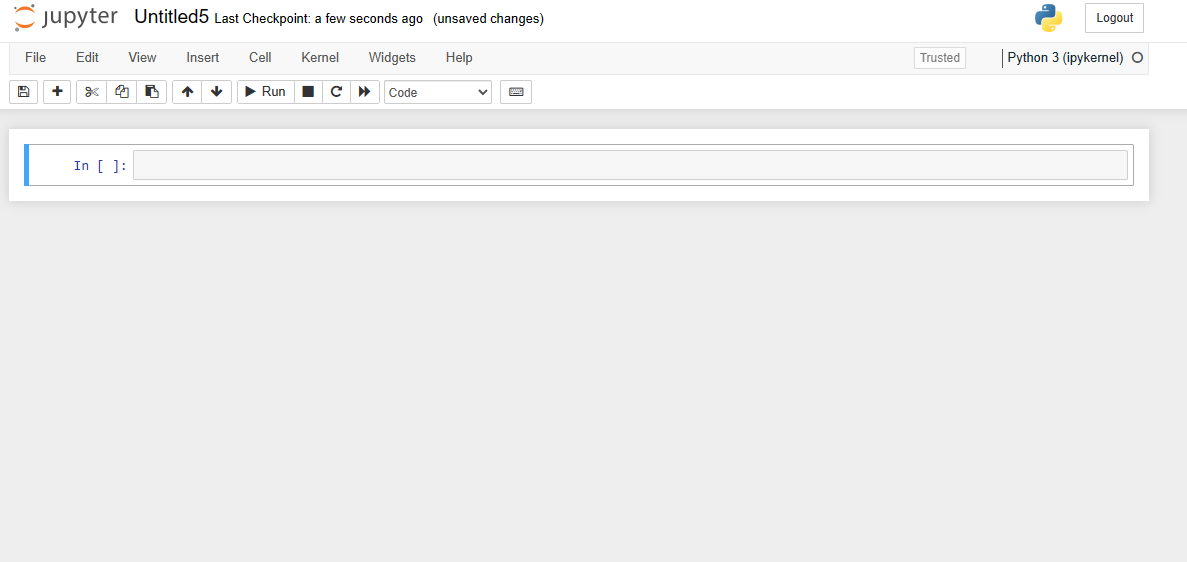 jupyter Untitled5 Last Checkpoint: a few seconds ago (unsaved changes) Logout
File Edit View Insert Cell Kernel Widgets Help Trusted Python 3 (ipykernel)
Run Code
In [ ]: